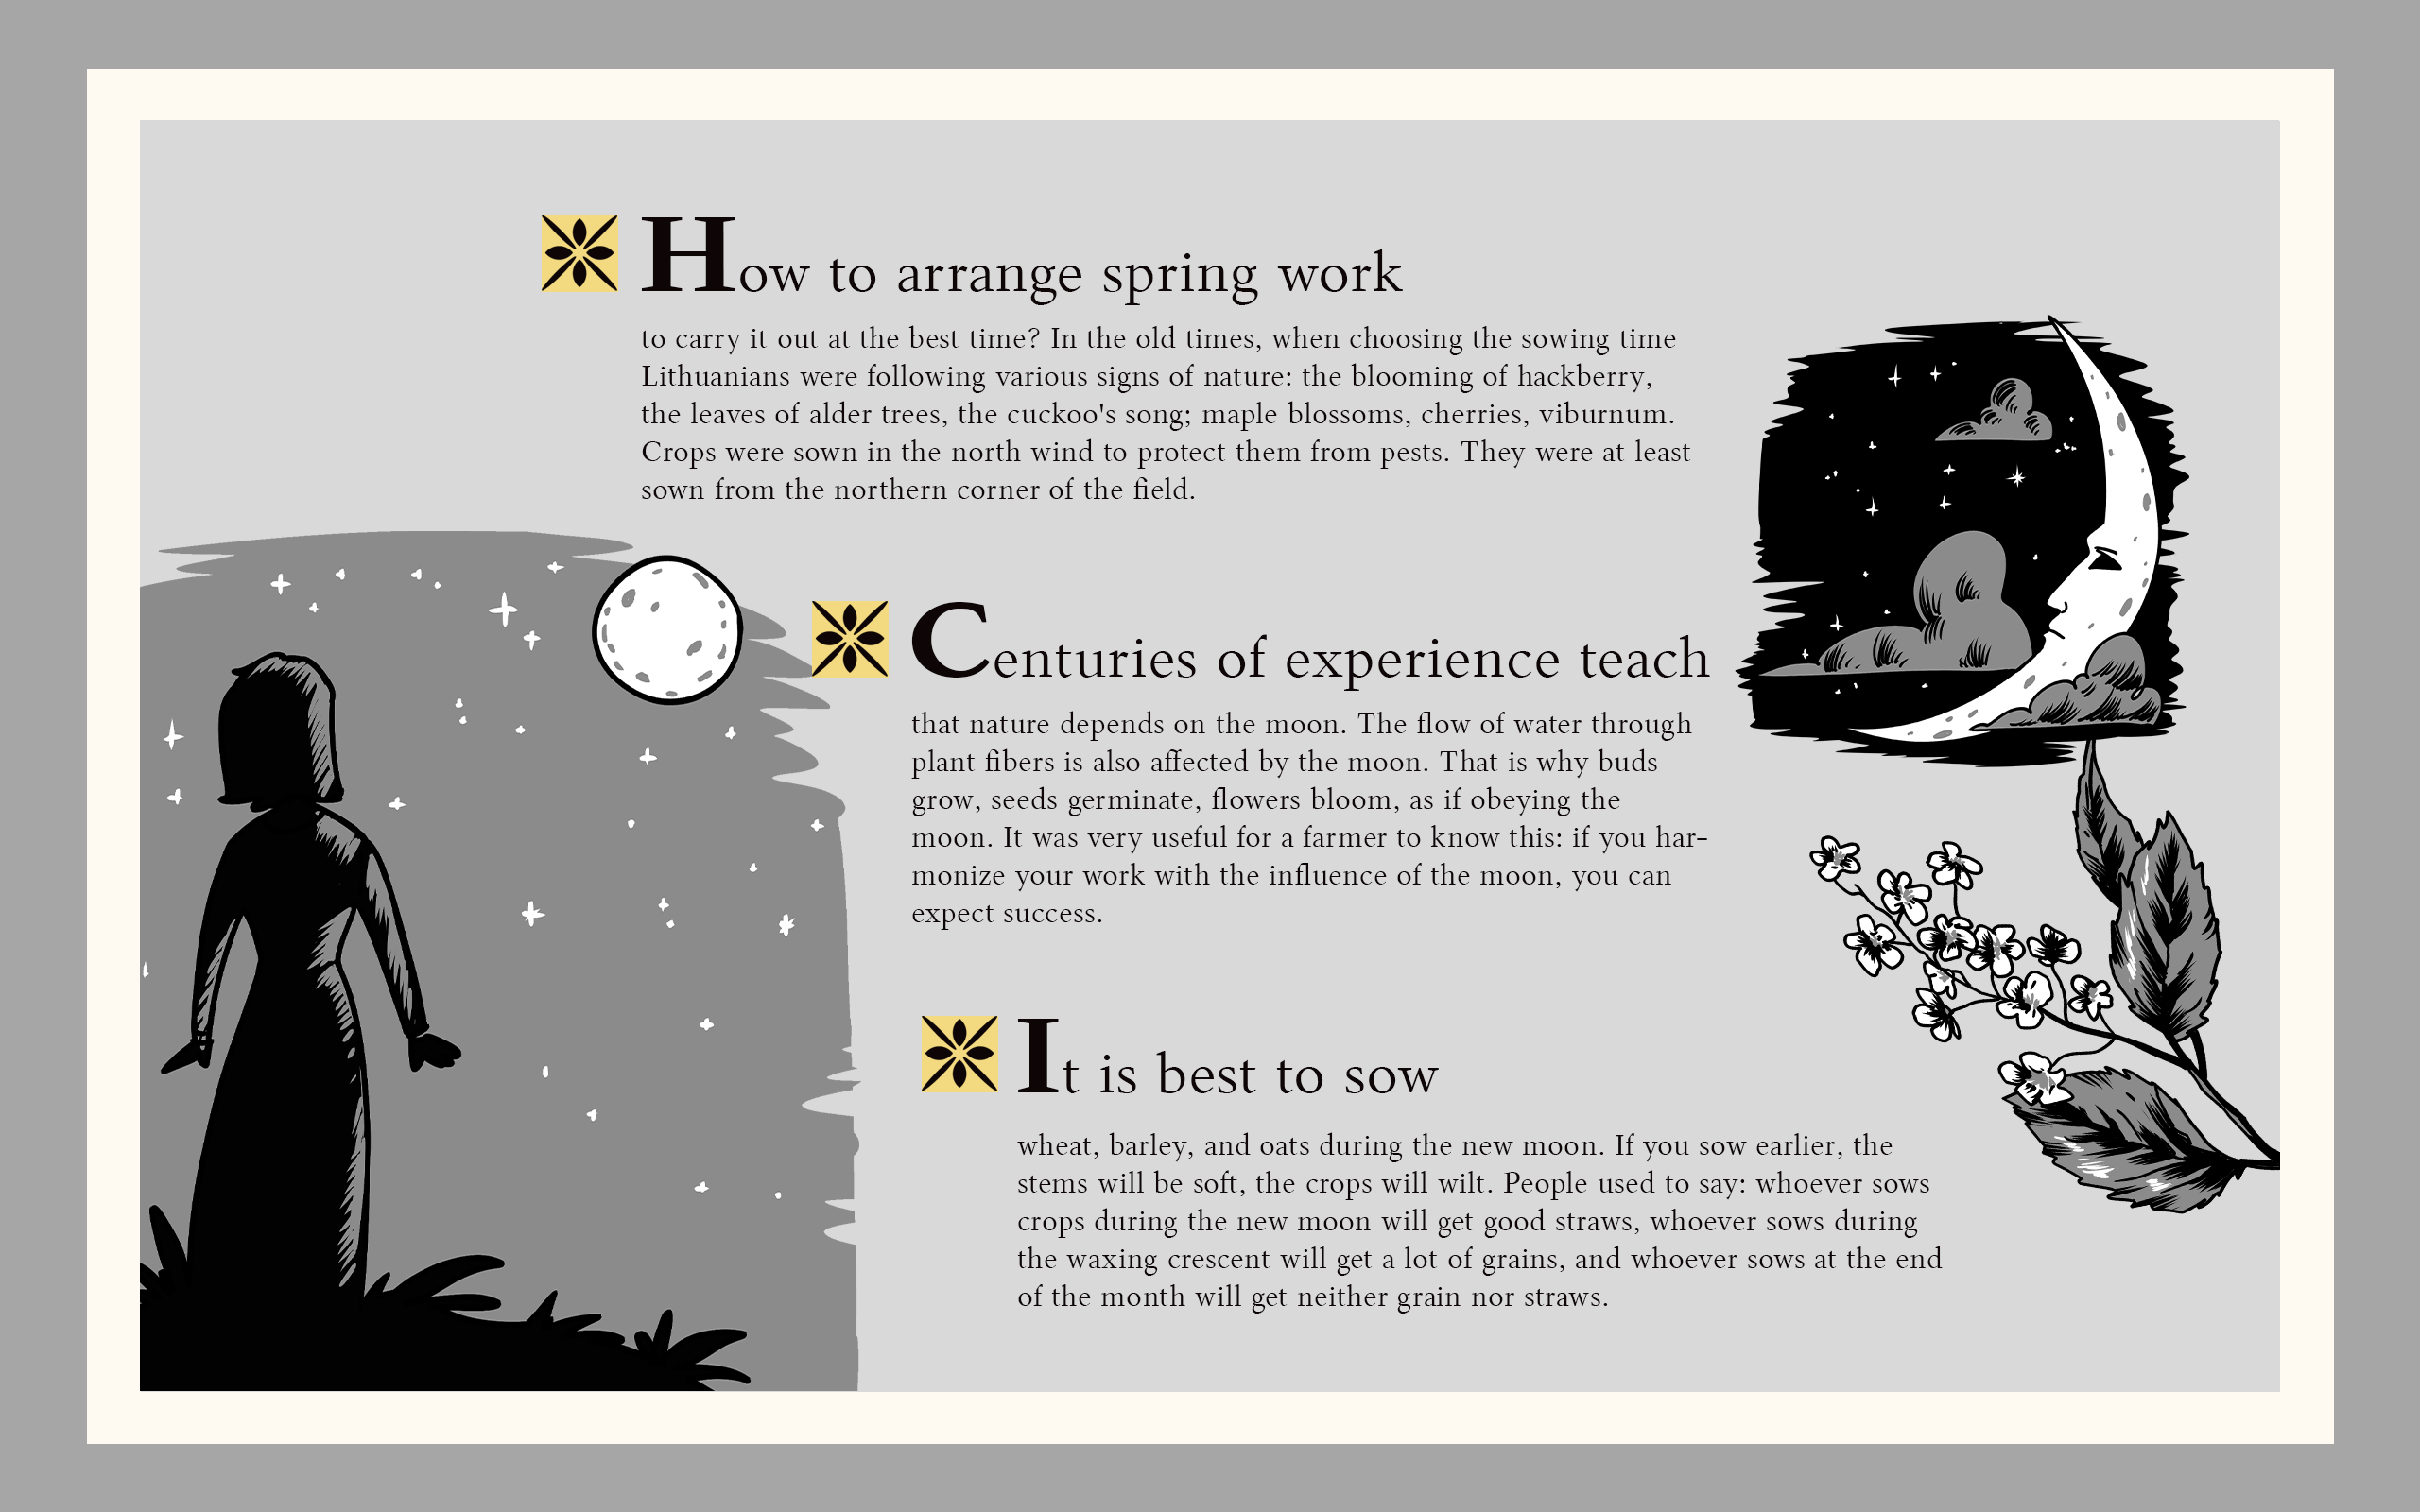 How to arrange spring work
to carry it out at the best time? In the old times, when choosing the sowing time
Lithuanians were following various signs of nature: the blooming of hackberry,
the leaves of alder trees, the cuckoo's song; maple blossoms, cherries, viburnum.
Crops were sown in the north wind to protect them from pests. They were at least
sown from the northern corner of the field.
Centuries of experience teach
that nature depends on the moon. The flow of water through
plant fibers is also affected by the moon. That is why buds
grow, seeds germinate, flowers bloom, as if obeying the
moon. It was very useful for a farmer to know this: if you har-
monize your work with the influence of the moon, you can
expect success.
It is best to sow
wheat, barley, and oats during the new moon. If you sow earlier, the
stems will be soft, the crops will wilt. People used to say: whoever sows
crops during the new moon will get good straws, whoever sows during
the waxing crescent will get a lot of grains, and whoever sows at the end
of the month will get neither grain nor straws.